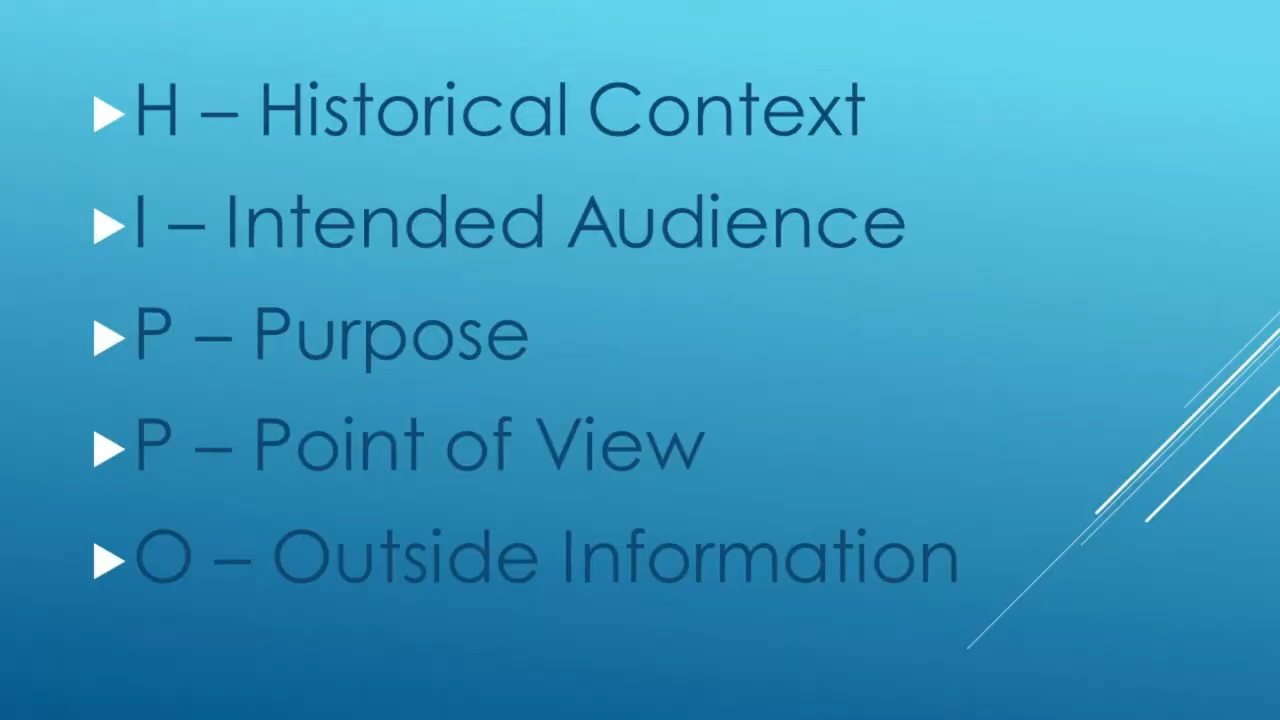 H – Historical Context
I – Intended Audience
P – Purpose
P – Point of View
O – Outside Information